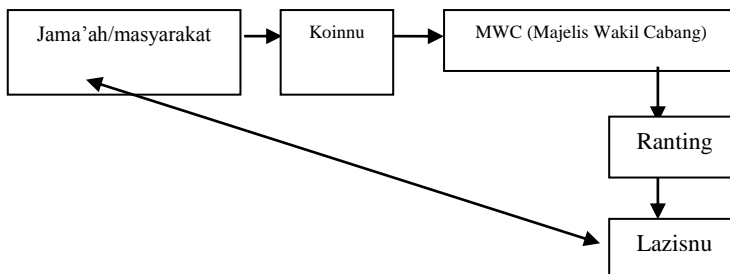 Jama’ah/masyarakat
Koinnu
MWC (Majelis Wakil Cabang)
Ranting
Lazisnu